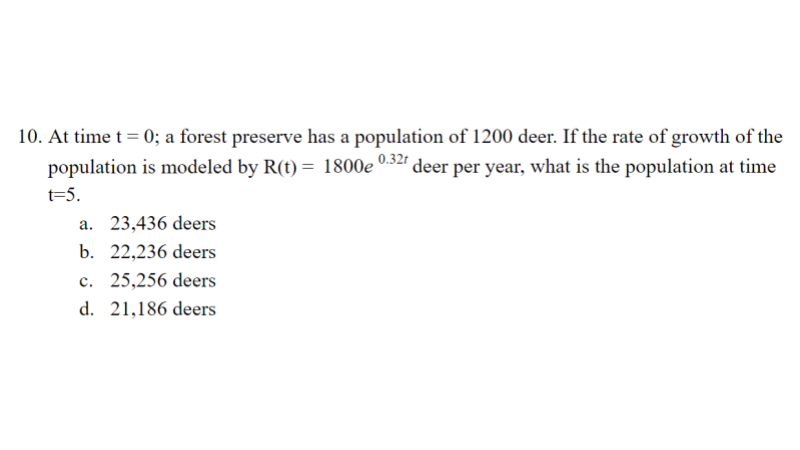 10. At time t = 0; a forest preserve has a population of 1200 deer. If the rate of growth of the
population is modeled by R(t) = 1800e^0.32t deer per year, what is the population at time
t=5.
a. 23,436 deers
b. 22,236 deers
c. 25,256 deers
d. 21,186 deers